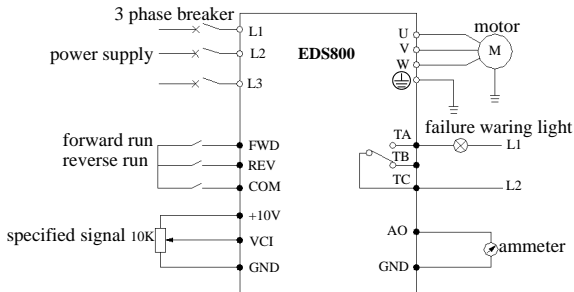 3 phase breaker
L1
power supply
L2
L3
EDS800
U
V
W
motor
M
forward run
FWD
reverse run
REV
COM
TA
TB
TC
failure waring light
L1
L2
+10V
specified signal 10K
VCI
GND
AO
ammeter
GND